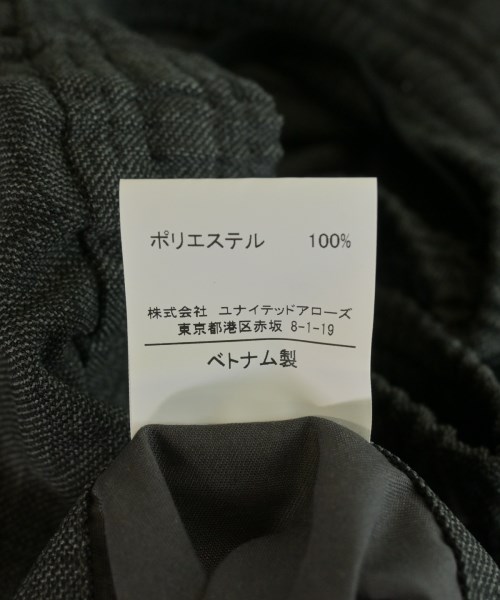 ポリエステル 100%
株式会社 ユナイテッドアローズ
東京都港区赤坂 8-1-19
ベトナム製